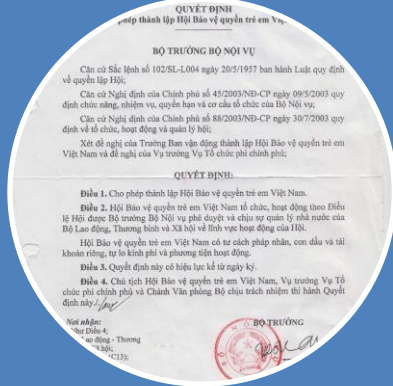 QUYẾT ĐỊNH
phép thành lập Hội Bảo vệ quyền trẻ em Việt
BỘ TRƯỞNG BỘ NỘI VỤ
Căn cứ Sắc lệnh số 102/SL-L004 ngày 20/5/1957 ban hành Luật quy định
về quyền lập Hội;
Căn cứ Nghị định của Chính phủ số 45/2003/NĐ-CP ngày 09/5/2003 quy
định chức năng, nhiệm vụ, quyền hạn và cơ cấu tổ chức của Bộ Nội vụ;
Căn cứ Nghị định của Chính phủ số 88/2003/NĐ-CP ngày 30/7/2003 quy
định về tổ chức, hoạt động và quản lý hội;
Xét đề nghị của Trưởng Ban vận động thành lập Hội Bảo vệ quyền trẻ em
Việt Nam và đề nghị của Vụ trưởng Vụ Tổ chức phi chính phủ;
QUYẾT ĐỊNH:
Điều 1. Cho phép thành lập Hội Bảo vệ quyền trẻ em Việt Nam.
Điều 2. Hội Bảo vệ quyền trẻ em Việt Nam tổ chức, hoạt động theo Điều
lệ Hội được Bộ trưởng Bộ Nội vụ phê duyệt và chịu sự quản lý nhà nước của
Bộ Lao động, Thương binh và Xã hội về lĩnh vực hoạt động của Hội.
Hội Bảo vệ quyền trẻ em Việt Nam có tư cách pháp nhân, con dấu và tài
khoản riêng, tự lo kinh phí và phương tiện hoạt động.
Điều 3. Quyết định này có hiệu lực kể từ ngày ký.
Điều 4. Chủ tịch Hội Bảo vệ quyền trẻ em Việt Nam, Vụ trưởng Vụ Tổ
chức phi chính phủ và Chánh Văn phòng Bộ chịu trách nhiệm thi hành Quyết
định này./.
Nơi nhận:
Như Điều 4;
động - Thương
hội;
C13);
BỘ TRƯỞNG